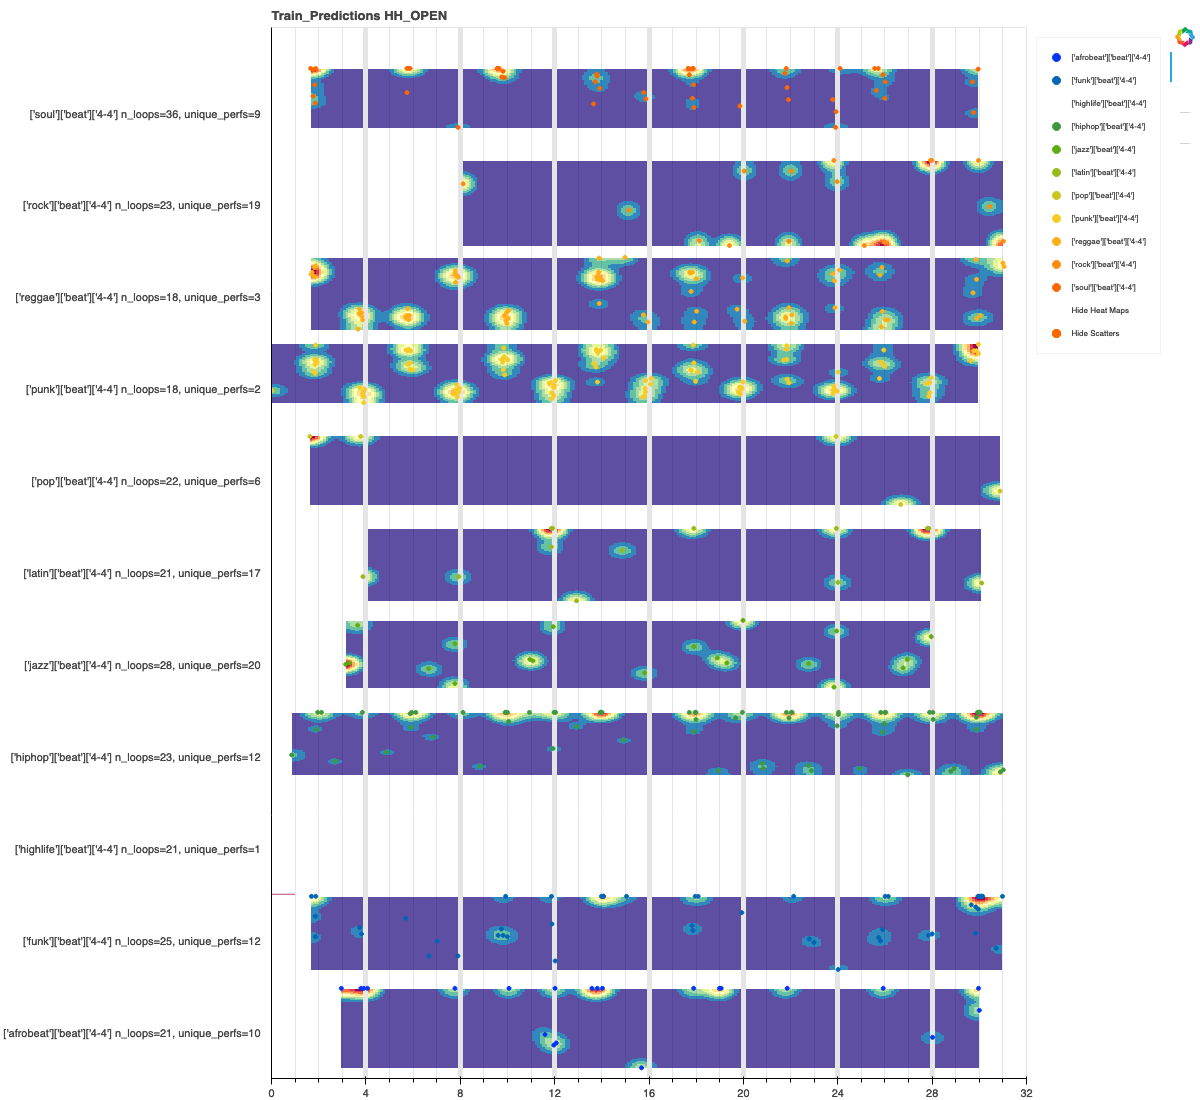 Train_Predictions HH_OPEN
['soul']['beat']['4-4'] n_loops=36, unique_perfs=9
['rock']['beat']['4-4'] n_loops=23, unique_perfs=19
['reggae']['beat']['4-4'] n_loops=18, unique_perfs=3
['punk']['beat']['4-4'] n_loops=18, unique_perfs=2
['pop']['beat']['4-4'] n_loops=22, unique_perfs=6
['latin']['beat']['4-4'] n_loops=21, unique_perfs=17
['jazz']['beat']['4-4'] n_loops=28, unique_perfs=20
['hiphop']['beat']['4-4'] n_loops=23, unique_perfs=12
['highlife']['beat']['4-4'] n_loops=21, unique_perfs=1
['funk']['beat']['4-4'] n_loops=25, unique_perfs=12
['afrobeat']['beat']['4-4'] n_loops=21, unique_perfs=10
0 4 8 12 16 20 24 28 32
['afrobeat']['beat']['4-4']
['funk']['beat']['4-4']
['highlife']['beat']['4-4']
['hiphop']['beat']['4-4']
['jazz']['beat']['4-4']
['latin']['beat']['4-4']
['pop']['beat']['4-4']
['punk']['beat']['4-4']
['reggae']['beat']['4-4']
['rock']['beat']['4-4']
['soul']['beat']['4-4']
Hide Heat Maps
Hide Scatters